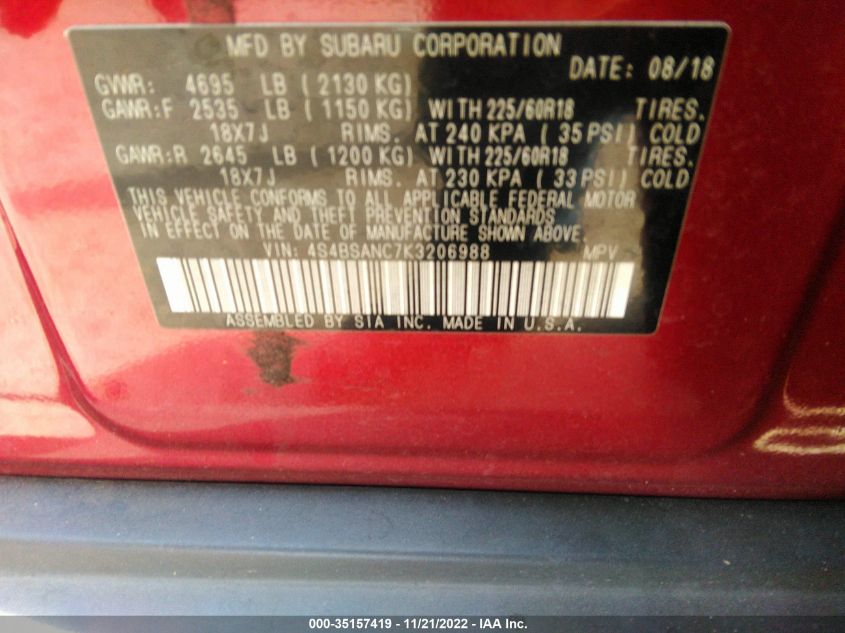 MFD BY SUBARU CORPORATION
DATE: 08/18
GVWR: 4695 LB (2130 KG)
GAWR:F 2535 LB (1150 KG) WITH 225/60R18 TIRES.
18X7J RIMS. AT 240 KPA (35 PSI) COLD
GAWR:R 2645 LB (1200 KG) WITH 225/60R18 TIRES.
18X7J RIMS. AT 230 KPA (33 PSI) COLD
THIS VEHICLE CONFORMS TO ALL APPLICABLE FEDERAL MOTOR
VEHICLE SAFETY AND THEFT PREVENTION STANDARDS
IN EFFECT ON THE DATE OF MANUFACTURE SHOWN ABOVE.
VIN: 4S4BSANC7K3206988 MPV
ASSEMBLED BY SIA INC. MADE IN U.S.A.
000-35157419 - 11/21/2022 - IAA Inc.